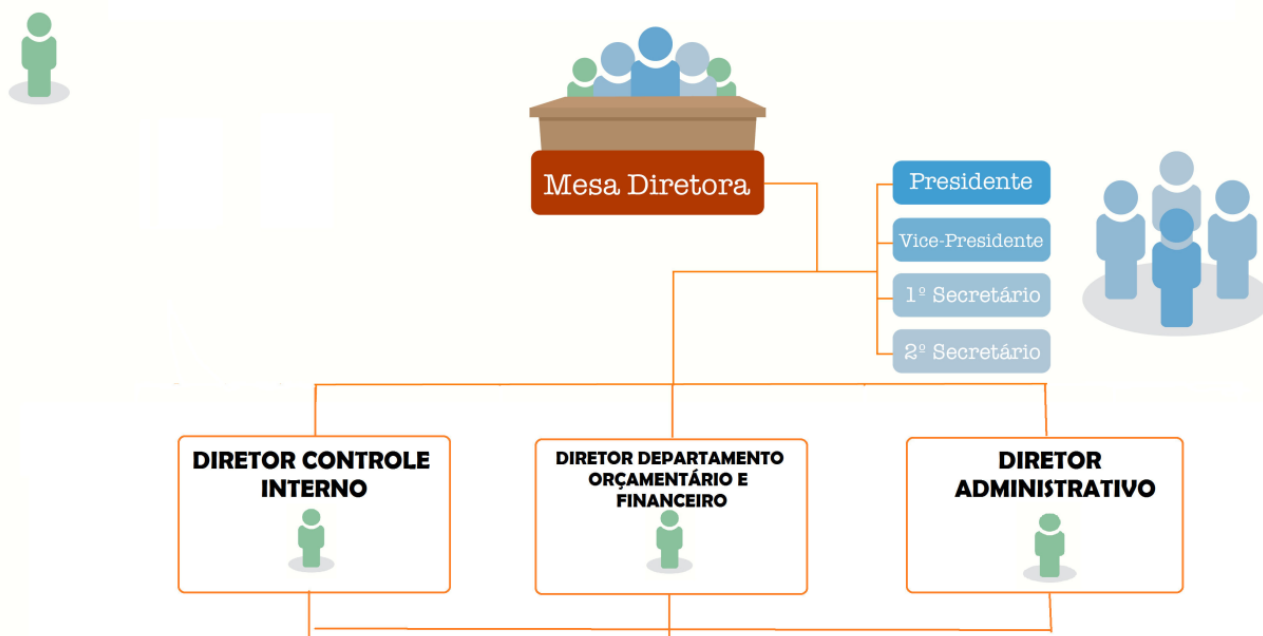 Mesa Diretora
Presidente
Vice-Presidente
1º Secretário
2º Secretário
DIRETOR CONTROLE
INTERNO
DIRETOR DEPARTAMENTO
ORÇAMENTÁRIO E
FINANCEIRO
DIRETOR
ADMINISTRATIVO